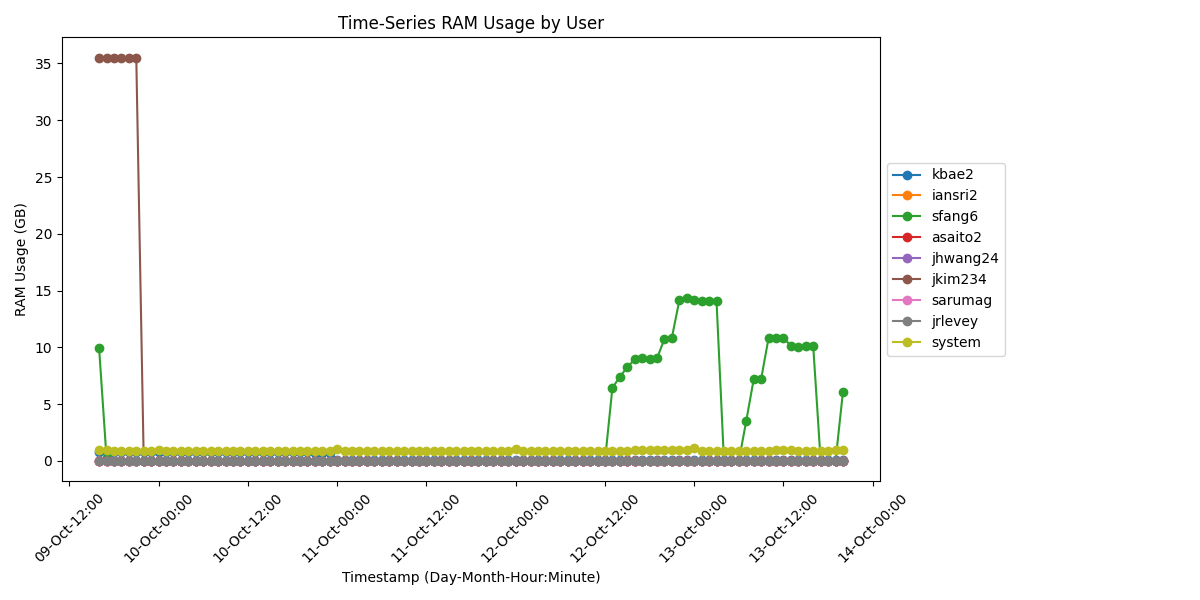 Time-Series RAM Usage by User
RAM Usage (GB)
35
30
25
20
15
10
5
0
09-Oct-12:00
10-Oct-00:00
10-Oct-12:00
11-Oct-00:00
11-Oct-12:00
12-Oct-00:00
12-Oct-12:00
13-Oct-00:00
13-Oct-12:00
14-Oct-00:00
Timestamp (Day-Month-Hour:Minute)
kbae2
iansri2
sfang6
asaito2
jhwang24
jkim234
sarumag
jrlevey
system